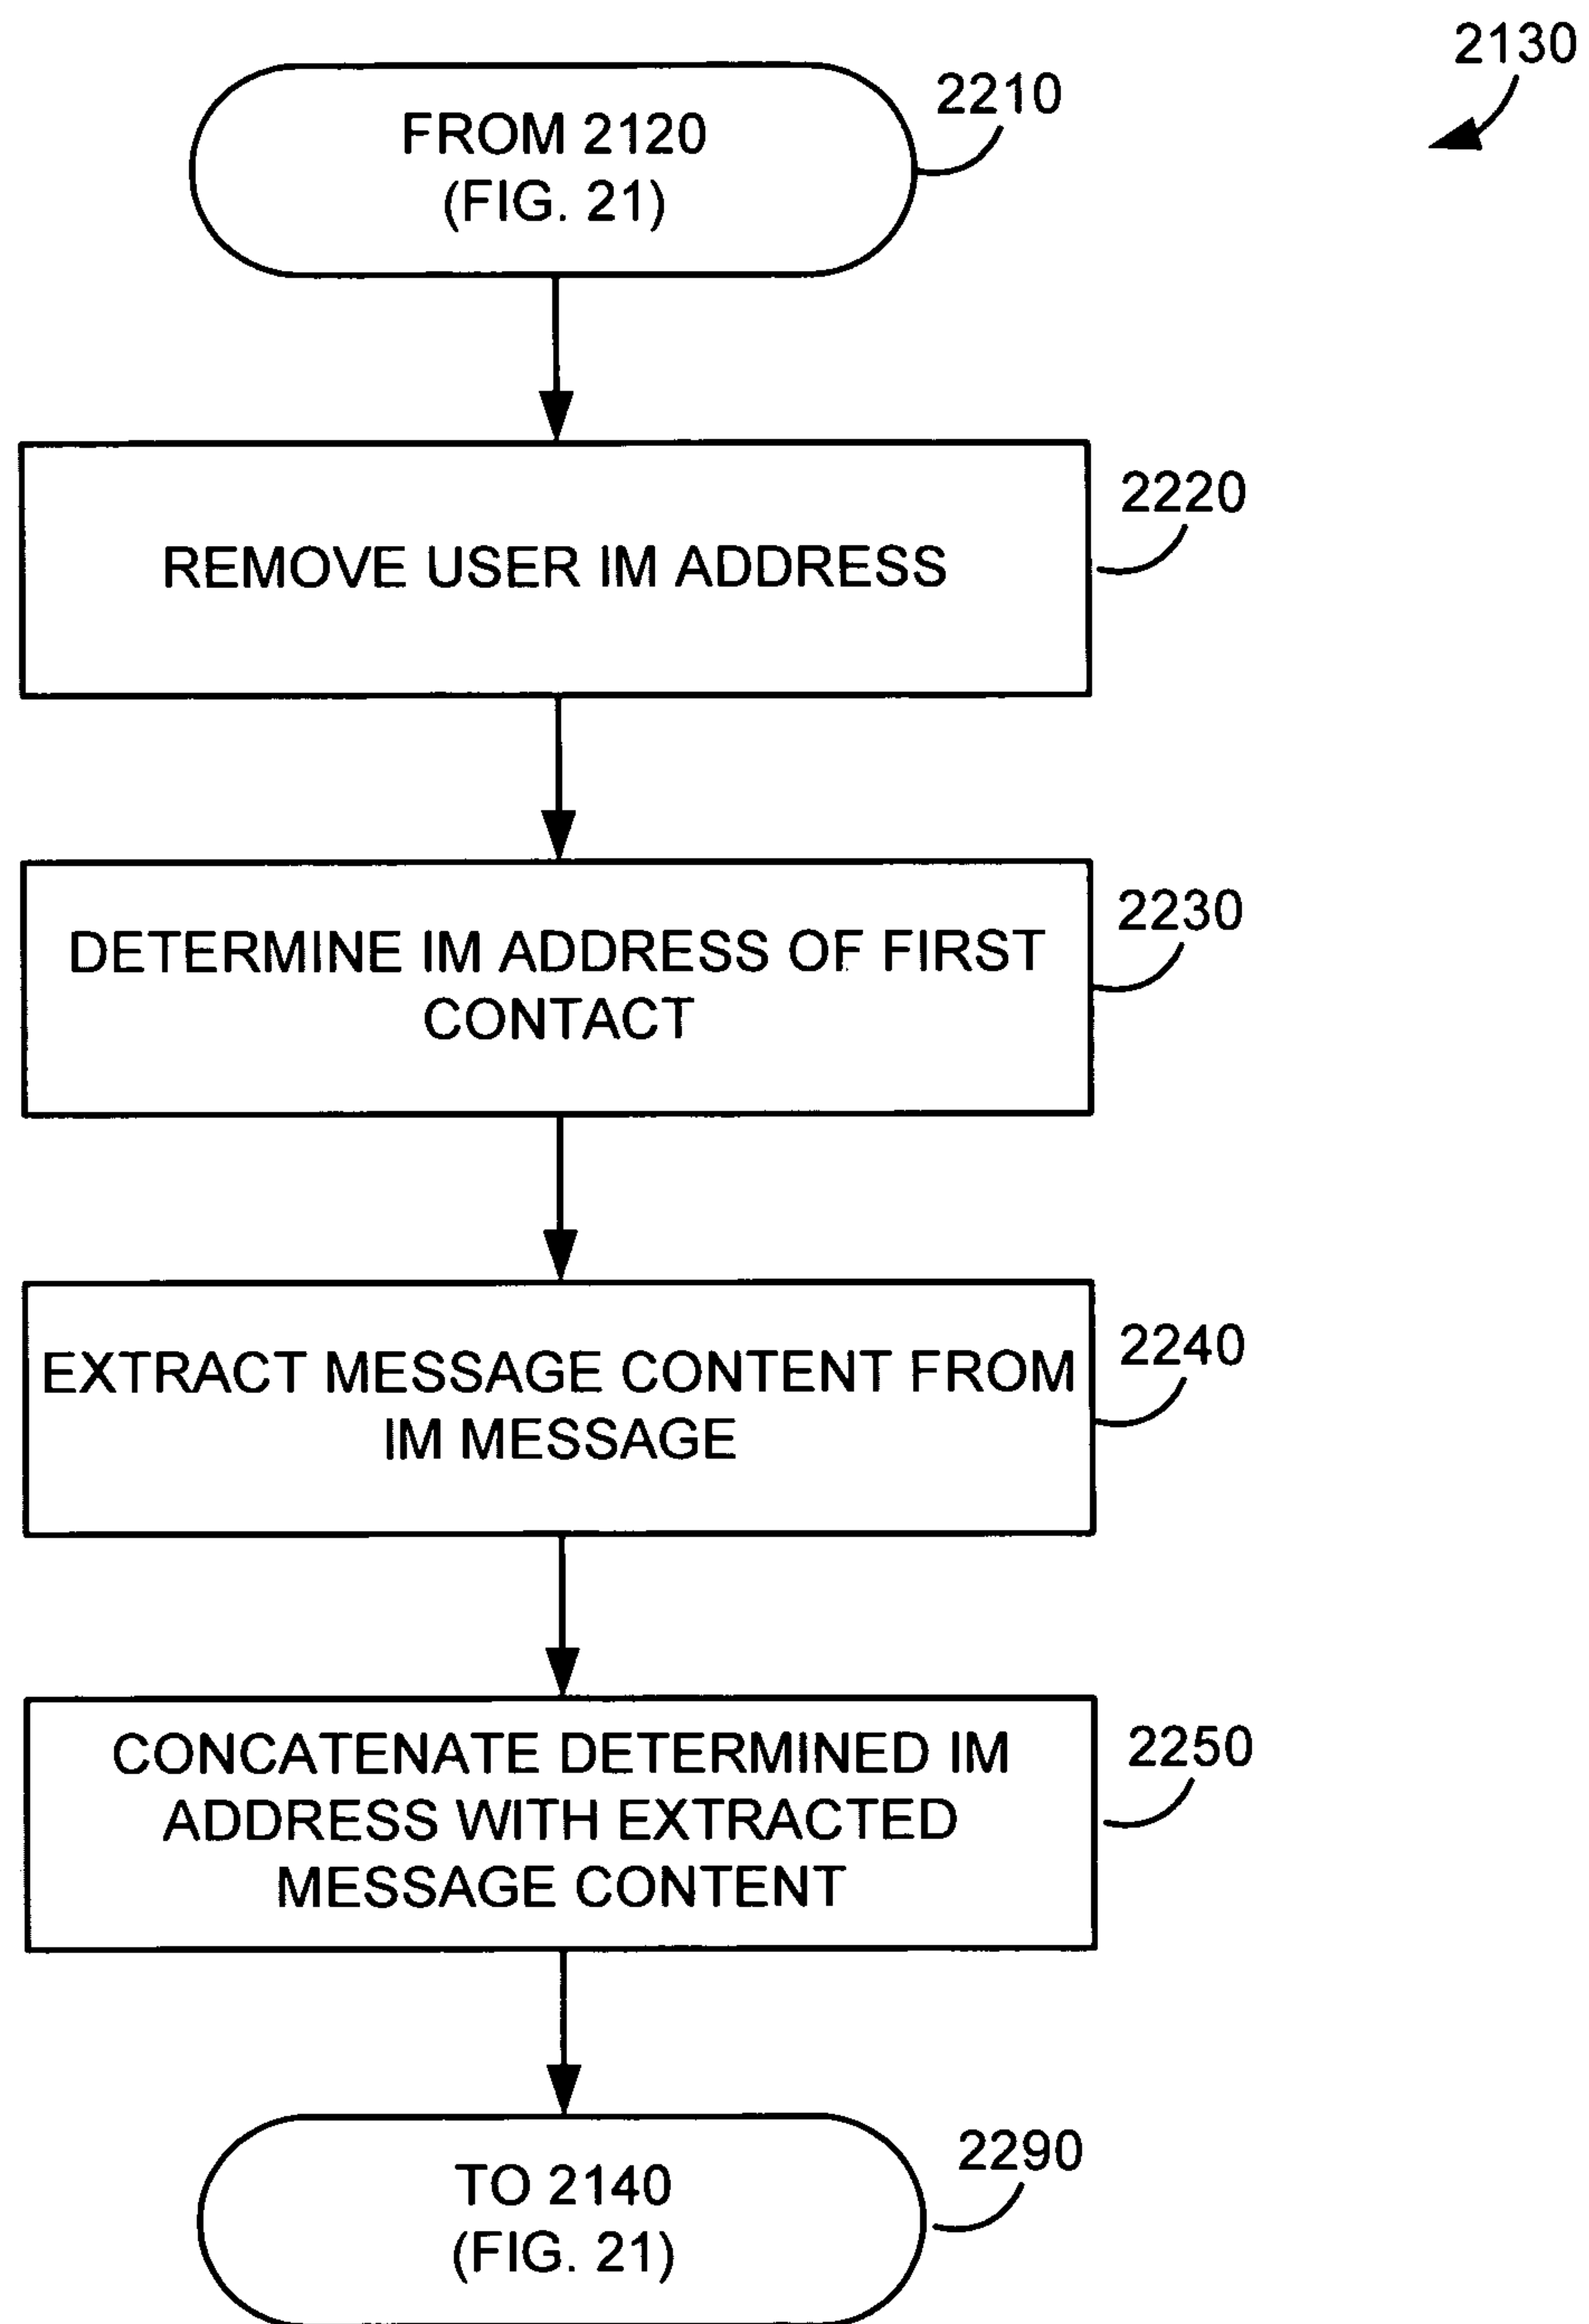 2130
FROM 2120
(FIG. 21)
2210
REMOVE USER IM ADDRESS
2220
DETERMINE IM ADDRESS OF FIRST
CONTACT
2230
EXTRACT MESSAGE CONTENT FROM
IM MESSAGE
2240
CONCATENATE DETERMINED IM
ADDRESS WITH EXTRACTED
MESSAGE CONTENT
2250
TO 2140
(FIG. 21)
2290